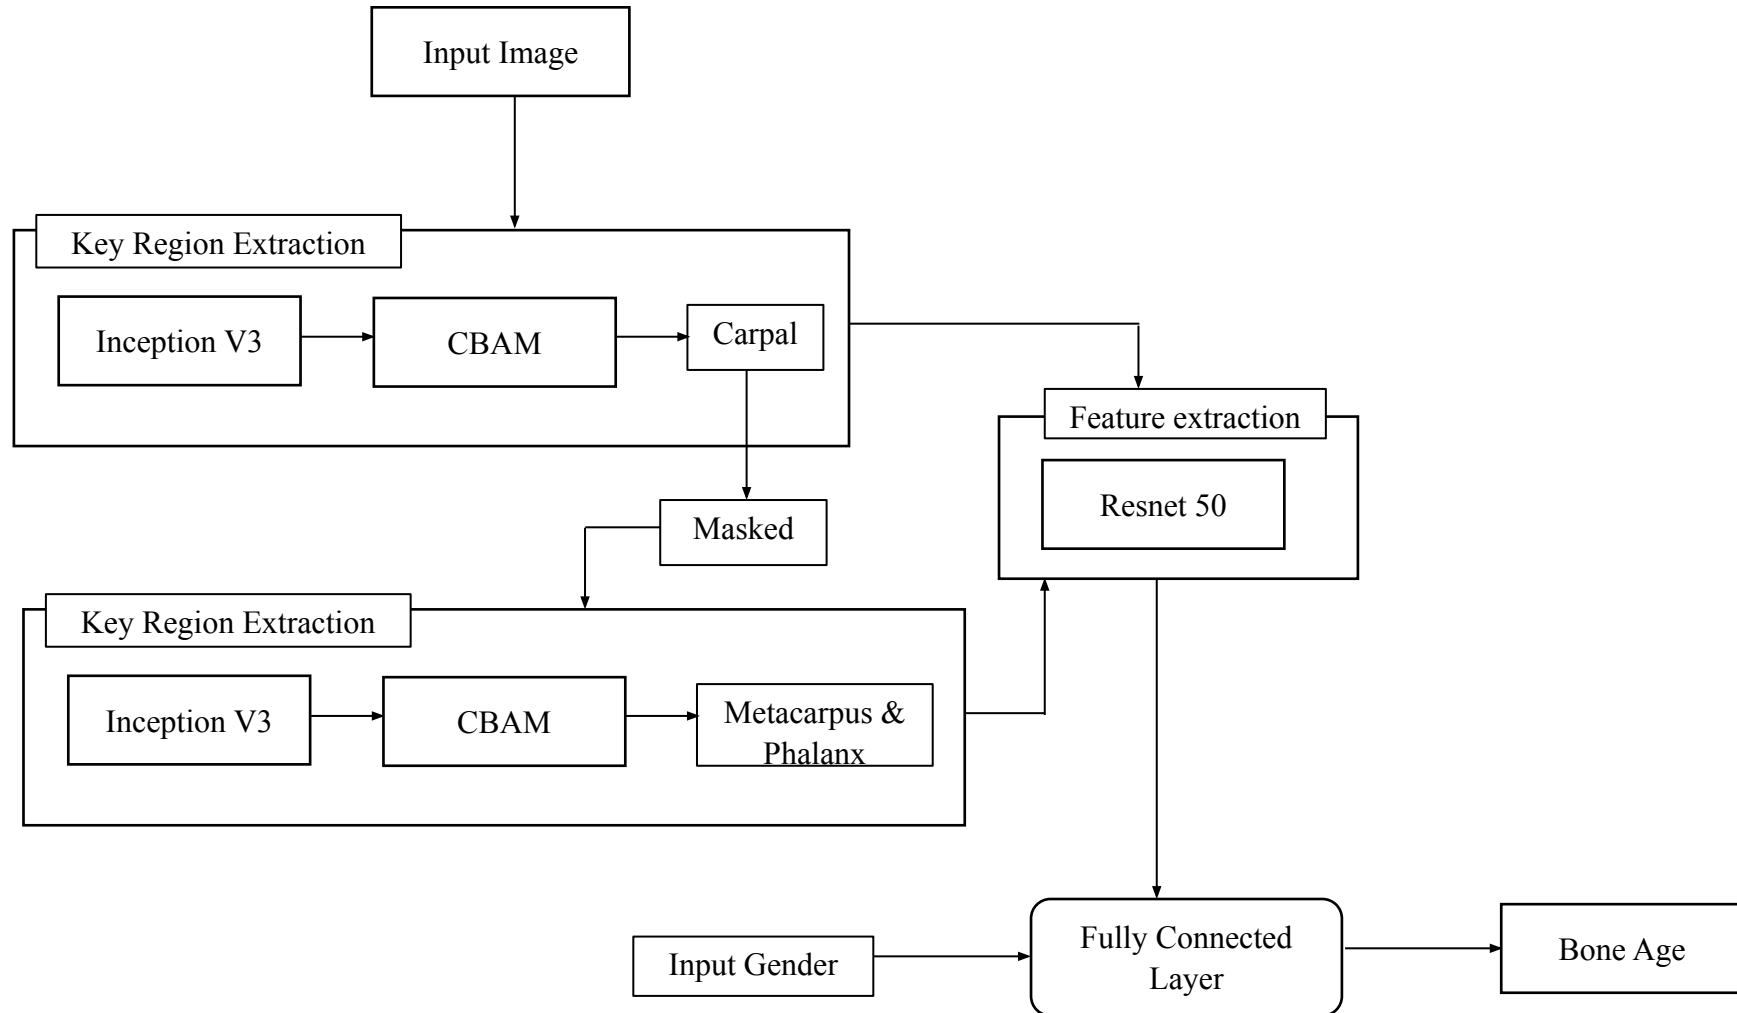 Input Image
Key Region Extraction
Inception V3
CBAM
Carpal
Feature extraction
Resnet 50
Masked
Key Region Extraction
Inception V3
CBAM
Metacarpus &
Phalanx
Input Gender
Fully Connected
Layer
Bone Age